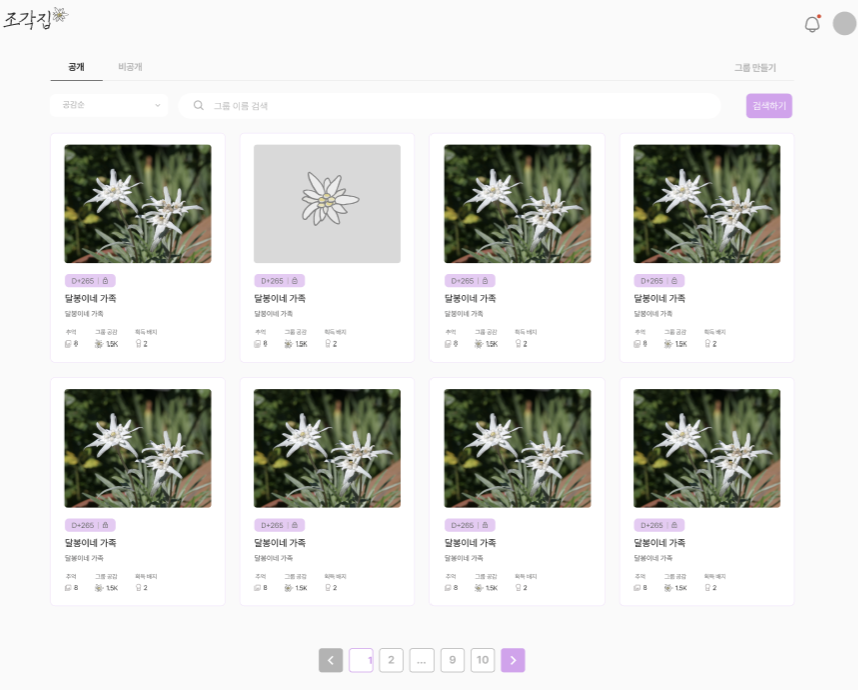 조각집
공개 비공개 그룹 만들기
공감순 그룹 이름 검색 검색하기
D+265 | D+265 | D+265 | D+265 |
달봉이네 가족 달봉이네 가족 달봉이네 가족 달봉이네 가족
달봉이네 가족 달봉이네 가족 달봉이네 가족 달봉이네 가족
추억 그룹 공감 획득 배지 추억 그룹 공감 획득 배지 추억 그룹 공감 획득 배지 추억 그룹 공감 획득 배지
8 1.5K 2 8 1.5K 2 8 1.5K 2 8 1.5K 2
D+265 | D+265 | D+265 | D+265 |
달봉이네 가족 달봉이네 가족 달봉이네 가족 달봉이네 가족
달봉이네 가족 달봉이네 가족 달봉이네 가족 달봉이네 가족
추억 그룹 공감 획득 배지 추억 그룹 공감 획득 배지 추억 그룹 공감 획득 배지 추억 그룹 공감 획득 배지
8 1.5K 2 8 1.5K 2 8 1.5K 2 8 1.5K 2
1 2 ... 9 10